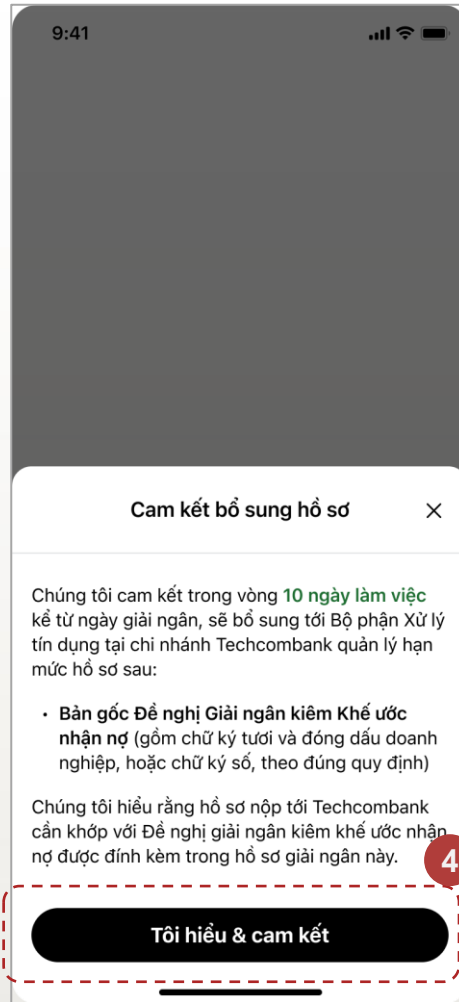 9:41
Cam kết bổ sung hồ sơ
Chúng tôi cam kết trong vòng 10 ngày làm việc
kể từ ngày giải ngân, sẽ bổ sung tới Bộ phận Xử lý
tín dụng tại chi nhánh Techcombank quản lý hạn
mức hồ sơ sau:
• Bản gốc Đề nghị Giải ngân kiêm Khế ước
nhận nợ (gồm chữ ký tươi và đóng dấu doanh
nghiệp, hoặc chữ ký số, theo đúng quy định)
Chúng tôi hiểu rằng hồ sơ nộp tới Techcombank
cần khớp với Đề nghị giải ngân kiêm khế ước nhận
nợ được đính kèm trong hồ sơ giải ngân này.
4
Tôi hiểu & cam kết